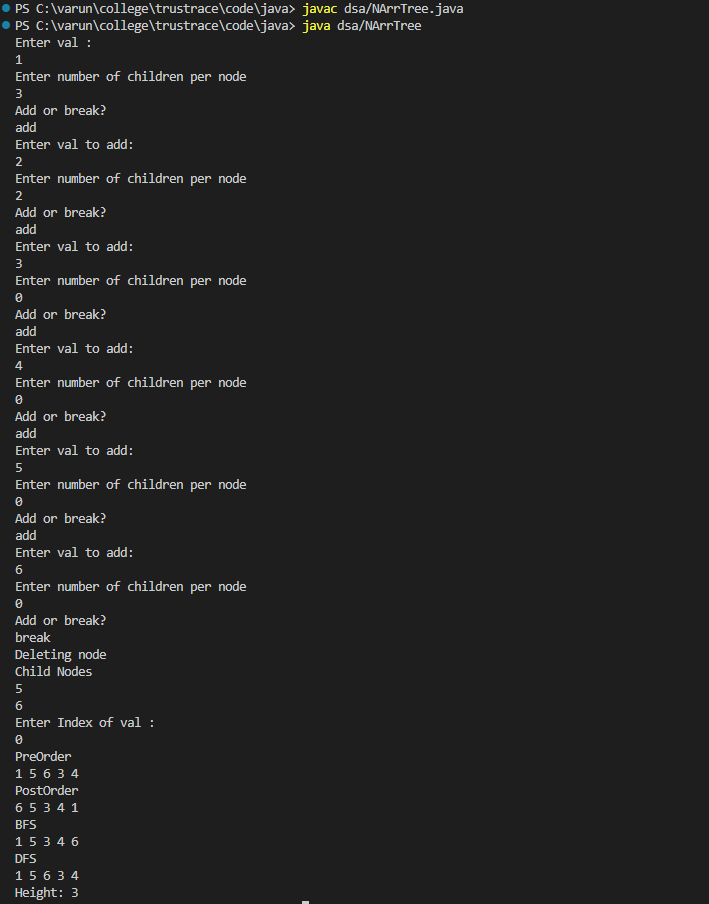 PS C:\varun\college\trustrace\code\java> javac dsa/NArrTree.java
PS C:\varun\college\trustrace\code\java> java dsa/NArrTree
Enter val :
1
Enter number of children per node
3
Add or break?
add
Enter val to add:
2
Enter number of children per node
2
Add or break?
add
Enter val to add:
3
Enter number of children per node
0
Add or break?
add
Enter val to add:
4
Enter number of children per node
0
Add or break?
add
Enter val to add:
5
Enter number of children per node
0
Add or break?
add
Enter val to add:
6
Enter number of children per node
0
Add or break?
break
Deleting node
Child Nodes
5
6
Enter Index of val :
0
PreOrder
1 5 6 3 4
PostOrder
6 5 3 4 1
BFS
1 5 3 4 6
DFS
1 5 6 3 4
Height: 3